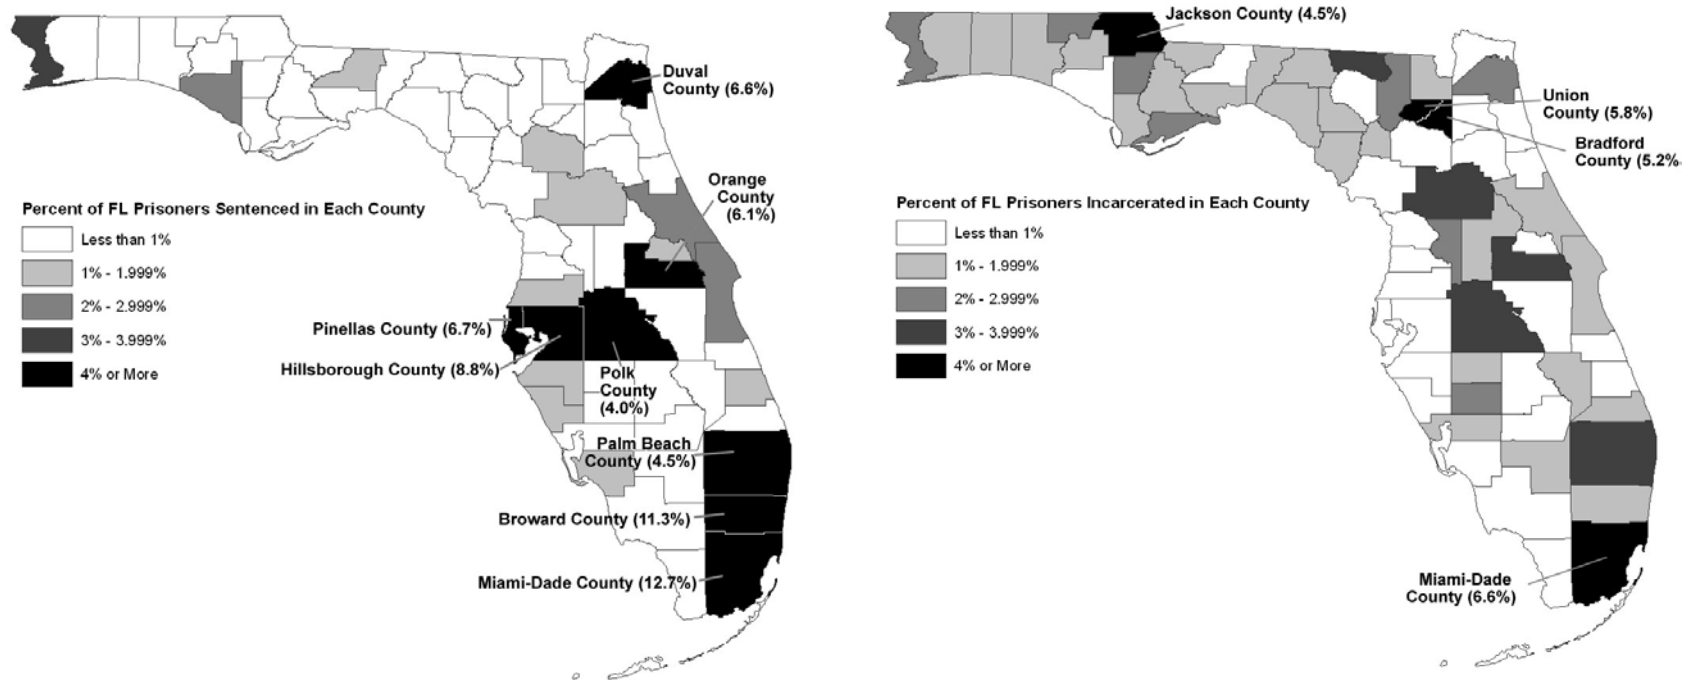 Duval
County (6.6%)
Orange
County
(6.1%)
Percent of FL Prisoners Sentenced in Each County
Less than 1%
1% - 1.999%
2% - 2.999%
3% - 3.999%
4% or More
Pinellas County (6.7%)
Hillsborough County (8.8%)
Polk
County
(4.0%)
Palm Beach
County (4.5%)
Broward County (11.3%)
Miami-Dade County (12.7%)
Jackson County (4.5%)
Union
County (5.8%)
Bradford
County (5.2%
Percent of FL Prisoners Incarcerated in Each County
Less than 1%
1% - 1.999%
2% - 2.999%
3% - 3.999%
4% or More
Miami-Dade
County (6.6%)